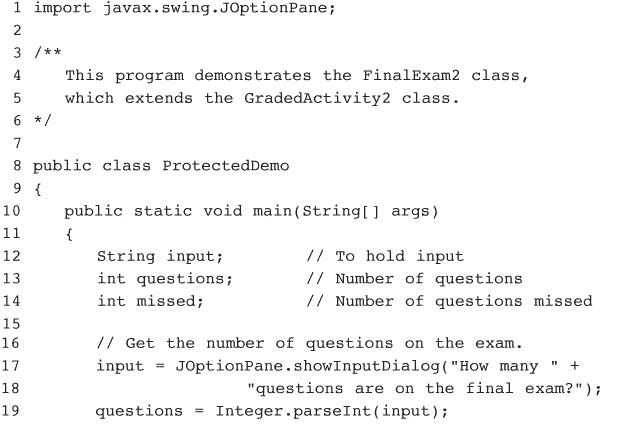 1 import javax.swing.JOptionPane;
2
3 /**
4    This program demonstrates the FinalExam2 class,
5    which extends the GradedActivity2 class.
6 */
7
8 public class ProtectedDemo
9 {
10    public static void main(String[] args)
11    {
12       String input;        // To hold input
13       int questions;       // Number of questions
14       int missed;          // Number of questions missed
15
16       // Get the number of questions on the exam.
17       input = JOptionPane.showInputDialog("How many " +
18                     "questions are on the final exam?");
19       questions = Integer.parseInt(input);